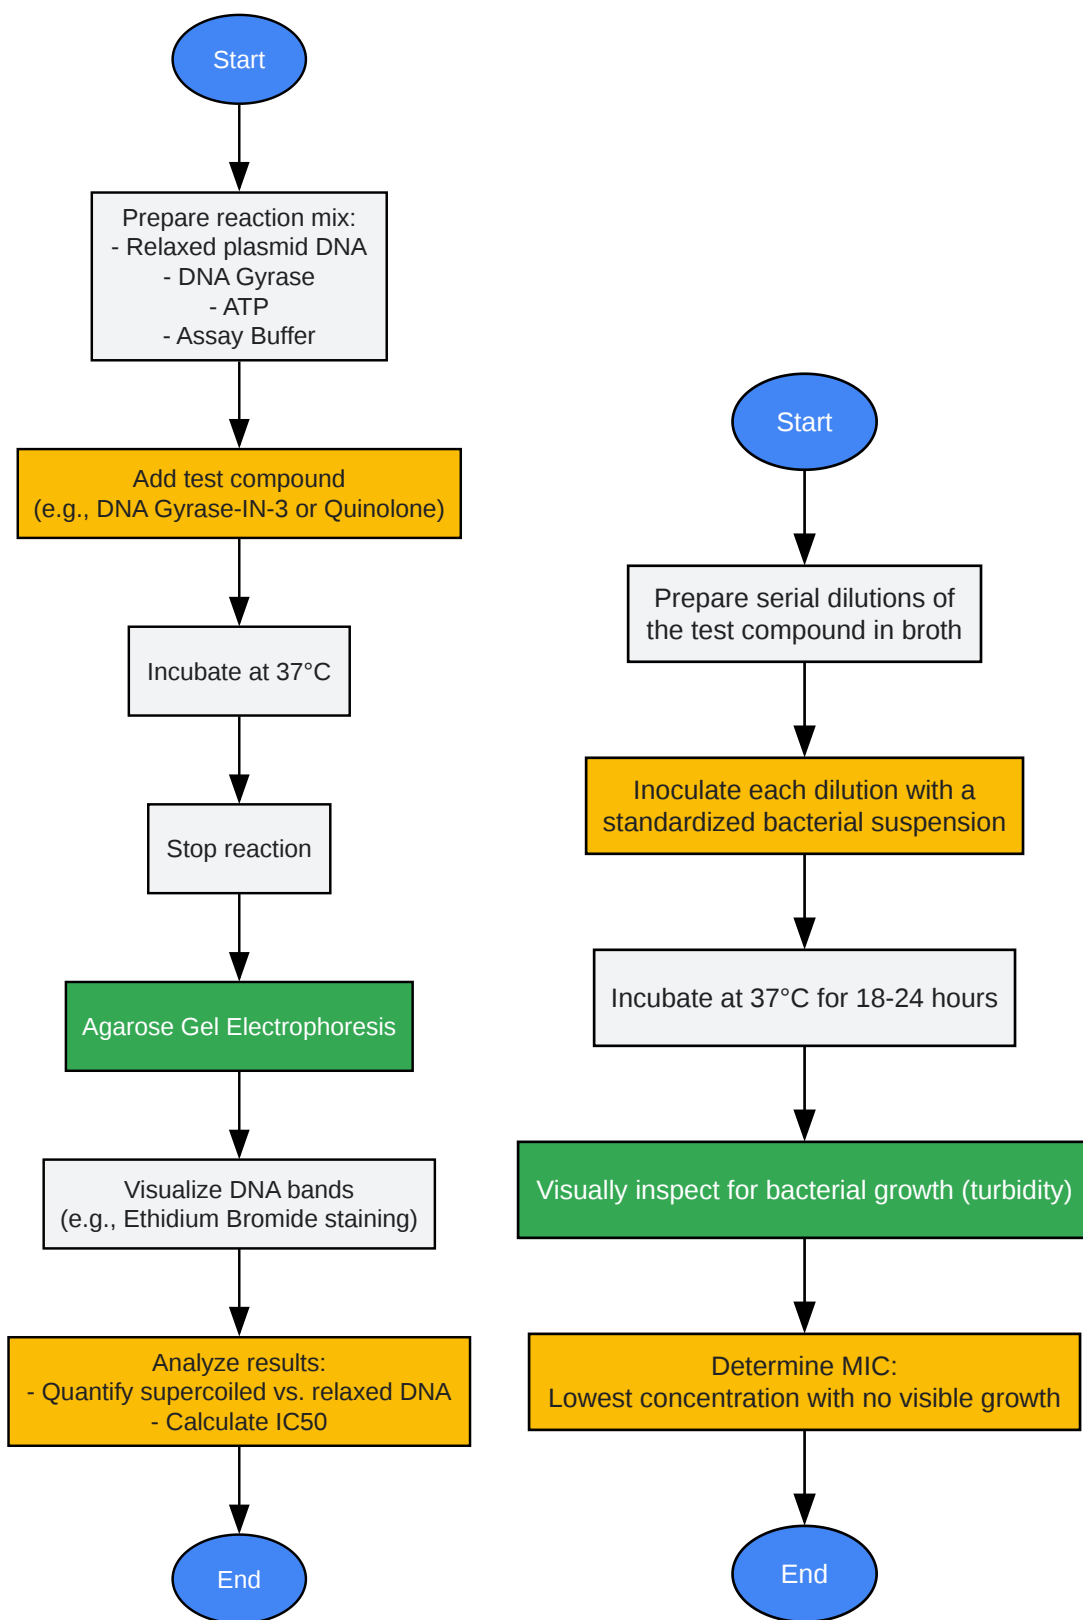 Start
Prepare reaction mix:
- Relaxed plasmid DNA
- DNA Gyrase
- ATP
- Assay Buffer
Add test compound
(e.g., DNA Gyrase-IN-3 or Quinolone)
Incubate at 37°C
Stop reaction
Agarose Gel Electrophoresis
Visualize DNA bands
(e.g., Ethidium Bromide staining)
Analyze results:
- Quantify supercoiled vs. relaxed DNA
- Calculate IC50
End
Start
Prepare serial dilutions of
the test compound in broth
Inoculate each dilution with a
standardized bacterial suspension
Incubate at 37°C for 18-24 hours
Visually inspect for bacterial growth (turbidity)
Determine MIC:
Lowest concentration with no visible growth
End